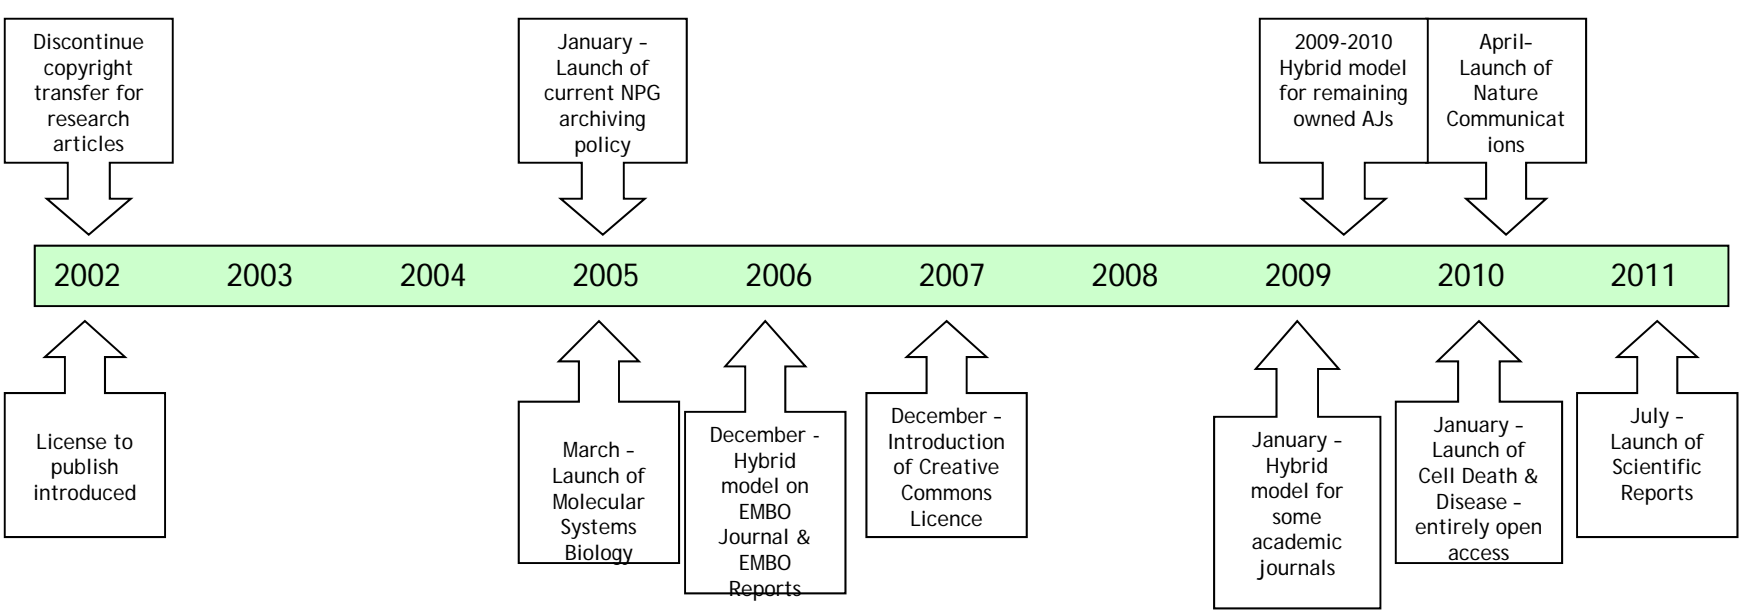 Discontinue
copyright
transfer for
research
articles
January –
Launch of
current NPG
archiving
policy
2009-2010
Hybrid model
for remaining
owned AJs
April–
Launch of
Nature
Communicat
ions
2002 2003 2004 2005 2006 2007 2008 2009 2010 2011
License to
publish
introduced
March –
Launch of
Molecular
Systems
Biology
December -
Hybrid
model on
EMBO
Journal &
EMBO
Reports
December –
Introduction
of Creative
Commons
Licence
January –
Hybrid
model for
some
academic
journals
January –
Launch of
Cell Death &
Disease –
entirely open
access
July –
Launch of
Scientific
Reports